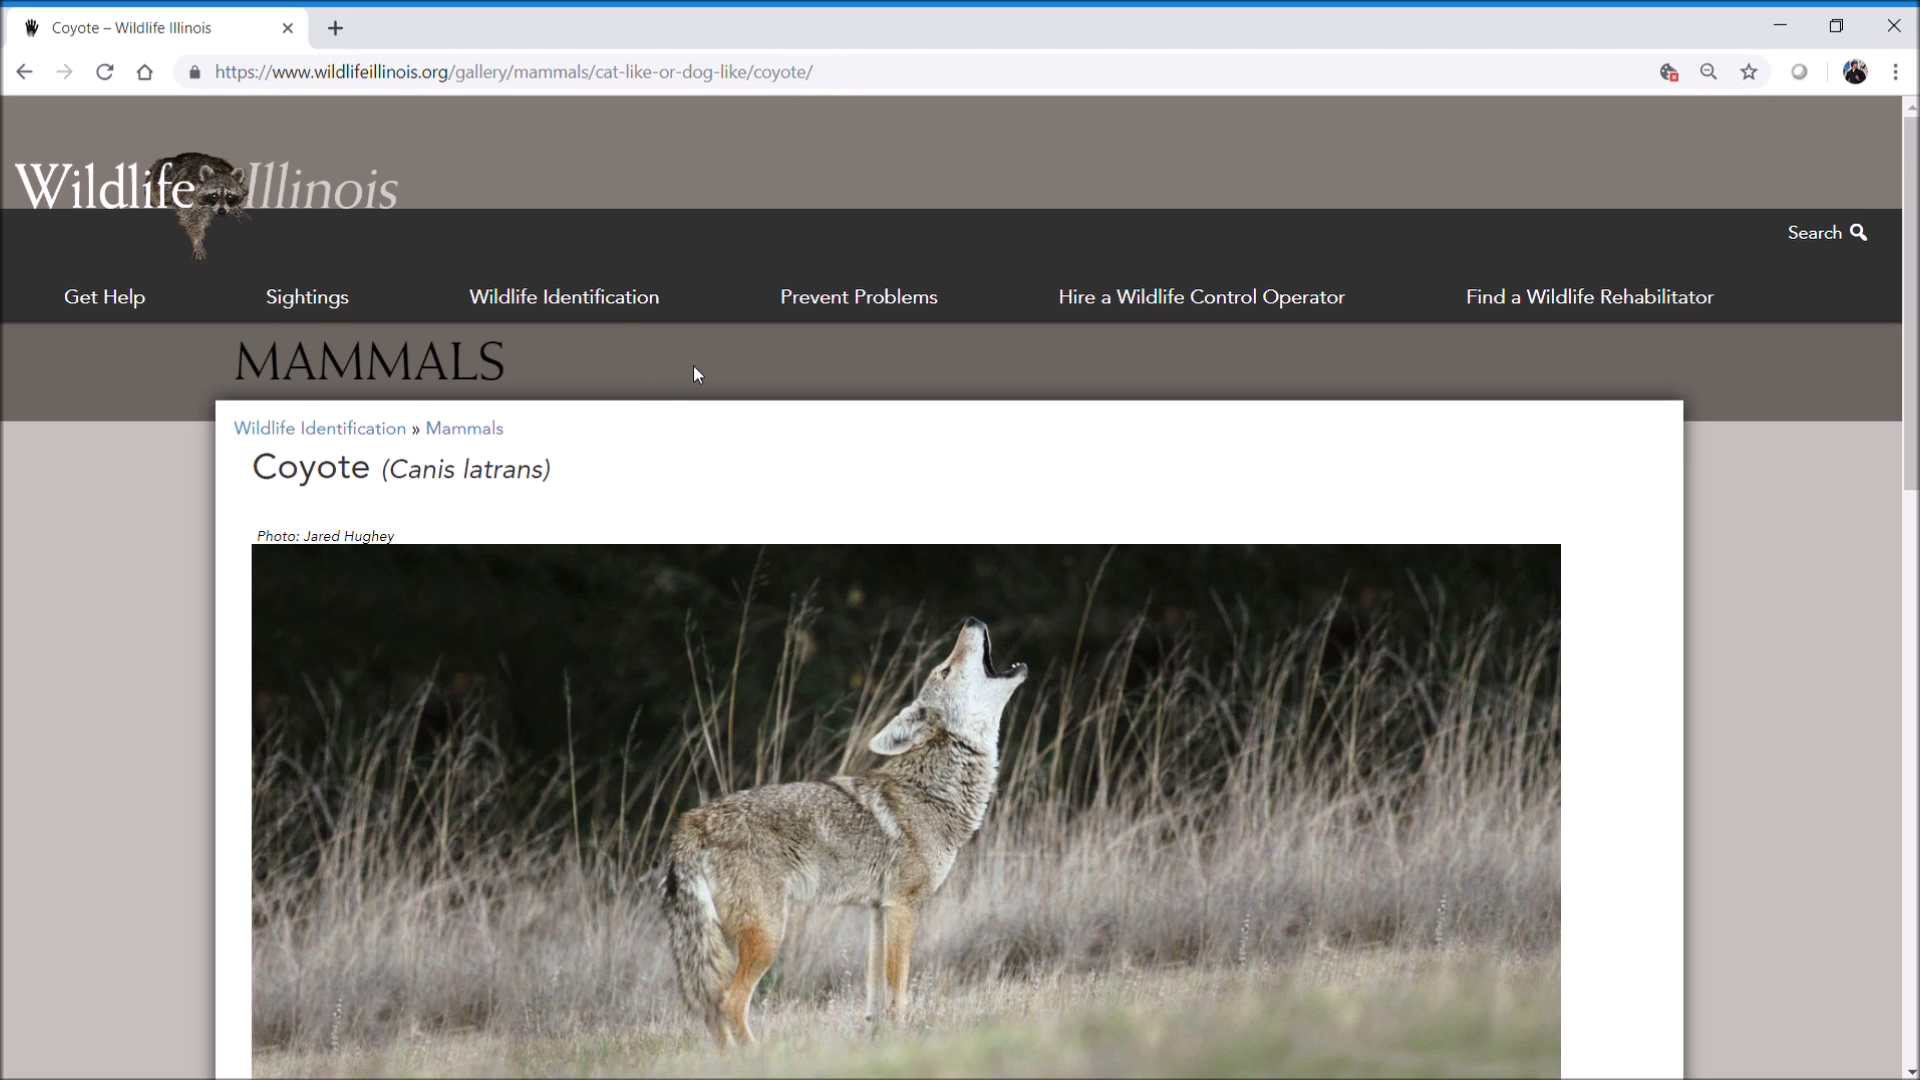 Coyote – Wildlife Illinois
https://www.wildlifeillinois.org/gallery/mammals/cat-like-or-dog-like/coyote/
Wildlife Illinois
Search
Get Help Sightings Wildlife Identification Prevent Problems Hire a Wildlife Control Operator Find a Wildlife Rehabilitator
MAMMALS
Wildlife Identification » Mammals
Coyote (Canis latrans)
Photo: Jared Hughey